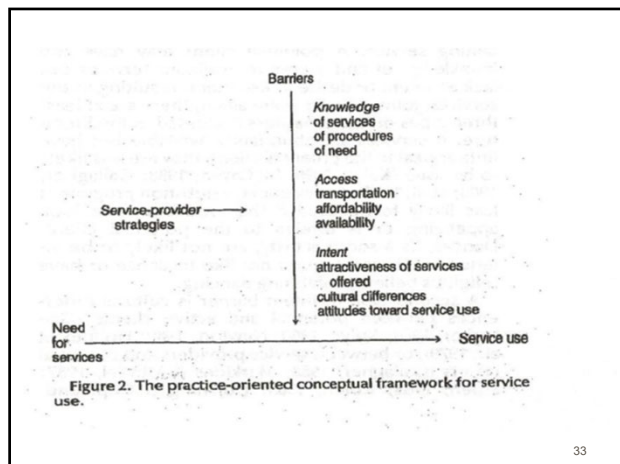 Barriers
Knowledge
of services
of procedures
of need
Access
transportation
affordability
availability
Service-provider
strategies
Intent
attractiveness of services
offered
cultural differences
attitudes toward service use
Need
for
services
Service use
Figure 2. The practice-oriented conceptual framework for service
use.
33